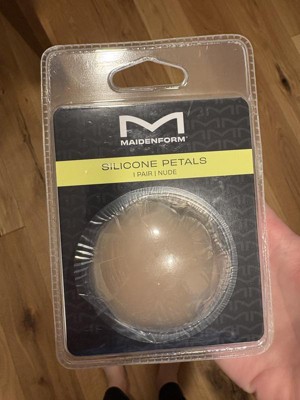 MAIDENFORM®
SILICONE PETALS
1 PAIR | NUDE